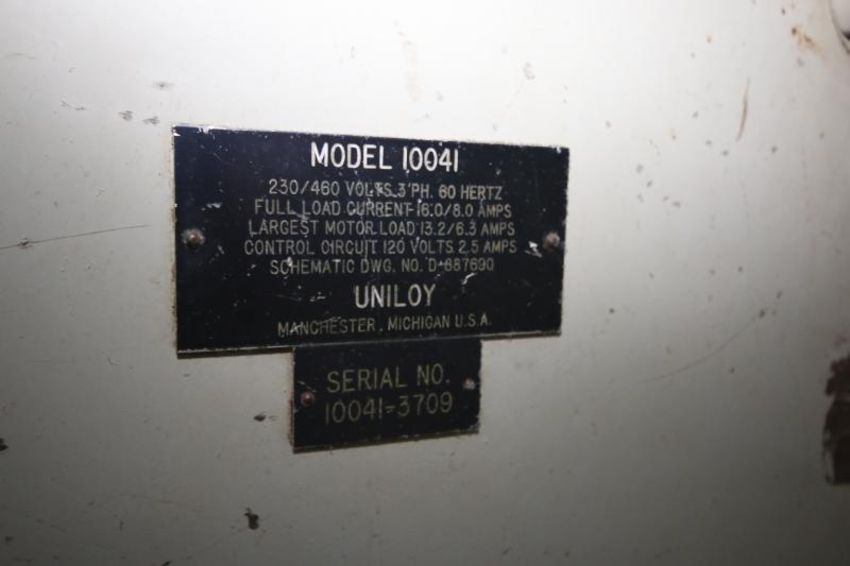 MODEL 10041
230/460 VOLTS 3 PH. 60 HERTZ
FULL LOAD CURRENT 16.0/8.0 AMPS
LARGEST MOTOR LOAD 13.2/6.3 AMPS
CONTROL CIRCUIT 120 VOLTS 2.5 AMPS
SCHEMATIC DWG. NO. D-887690
UNILOY
MANCHESTER, MICHIGAN U.S.A.
SERIAL NO.
10041-3709